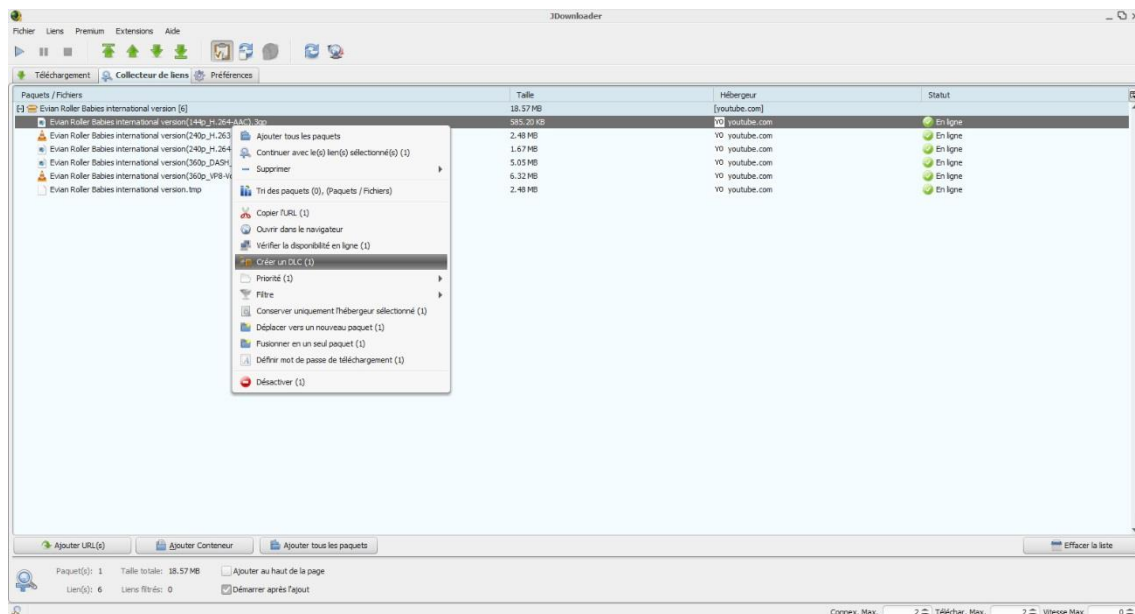 JDownloader
Fichier Liens Premium Extensions Aide
Téléchargement Collecteur de liens Préférences
Paquets / Fichiers Taille Hébergeur Statut
Evian Roller Babies international version [6] 18.57 MB [youtube.com]
Evian Roller Babies international version(144p_H.264-AAC).3gp 585.20 KB YO youtube.com En ligne
Evian Roller Babies international version(240p_H.263 2.48 MB YO youtube.com En ligne
Evian Roller Babies international version(240p_H.264 1.67 MB YO youtube.com En ligne
Evian Roller Babies international version(360p_DASH_ 5.05 MB YO youtube.com En ligne
Evian Roller Babies international version(360p_VP8-Vo 6.32 MB YO youtube.com En ligne
Evian Roller Babies international version.tmp 2.48 MB YO youtube.com En ligne
Ajouter tous les paquets
Continuer avec le(s) lien(s) sélectionné(s) (1)
Supprimer
Tri des paquets (0), (Paquets / Fichiers)
Copier l'URL (1)
Ouvrir dans le navigateur
Vérifier la disponibilité en ligne (1)
Créer un DLC (1)
Priorité (1)
Filtre
Conserver uniquement l'hébergeur sélectionné (1)
Déplacer vers un nouveau paquet (1)
Fusionner en un seul paquet (1)
Définir mot de passe de téléchargement (1)
Désactiver (1)
Ajouter URL(s) Ajouter Conteneur Ajouter tous les paquets Effacer la liste
Paquet(s): 1 Taille totale: 18.57 MB Ajouter au haut de la page
Lien(s): 6 Liens filtrés: 0 Démarrer après l'ajout
Connex. Max. 2 Téléchar. Max. 2 Vitesse Max 0